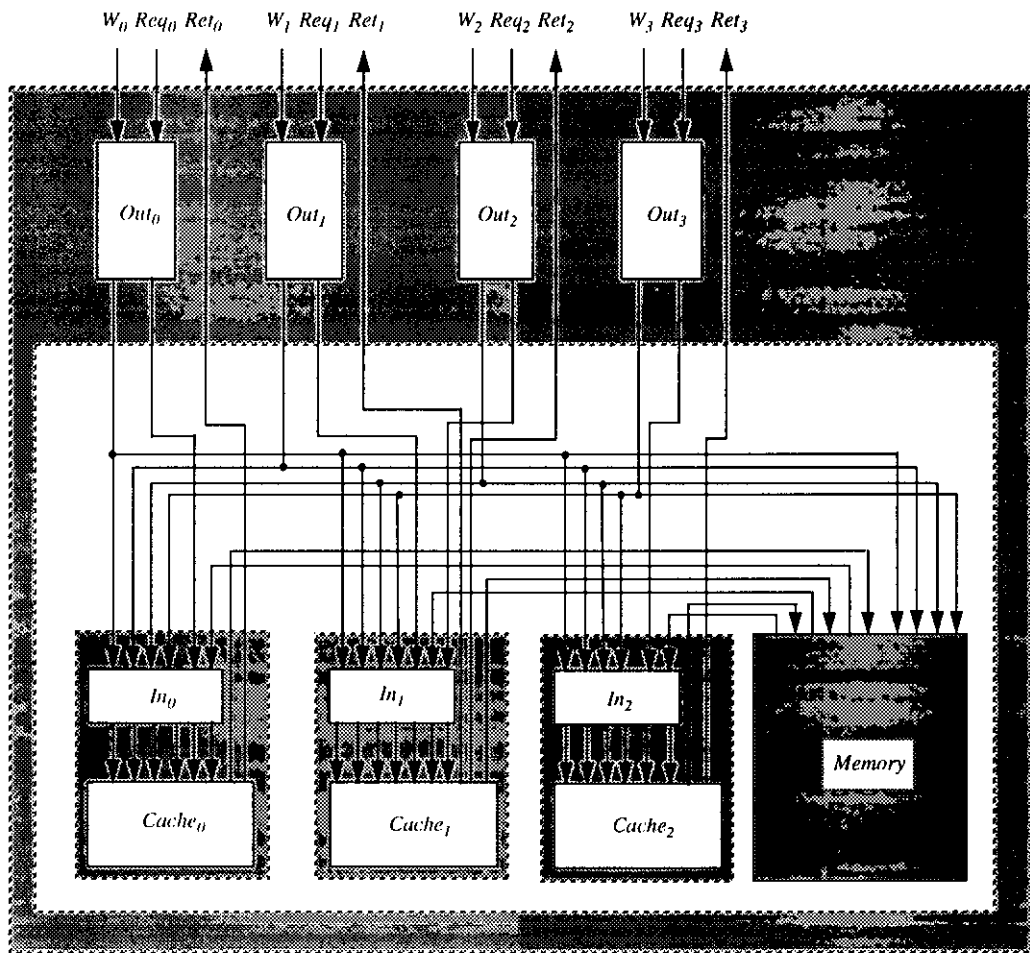 W0 Req0 Ret0 W1 Req1 Ret1 W2 Req2 Ret2 W3 Req3 Ret3
Out0 Out1 Out2 Out3
In0 In1 In2
Memory
Cache0 Cache1 Cache2